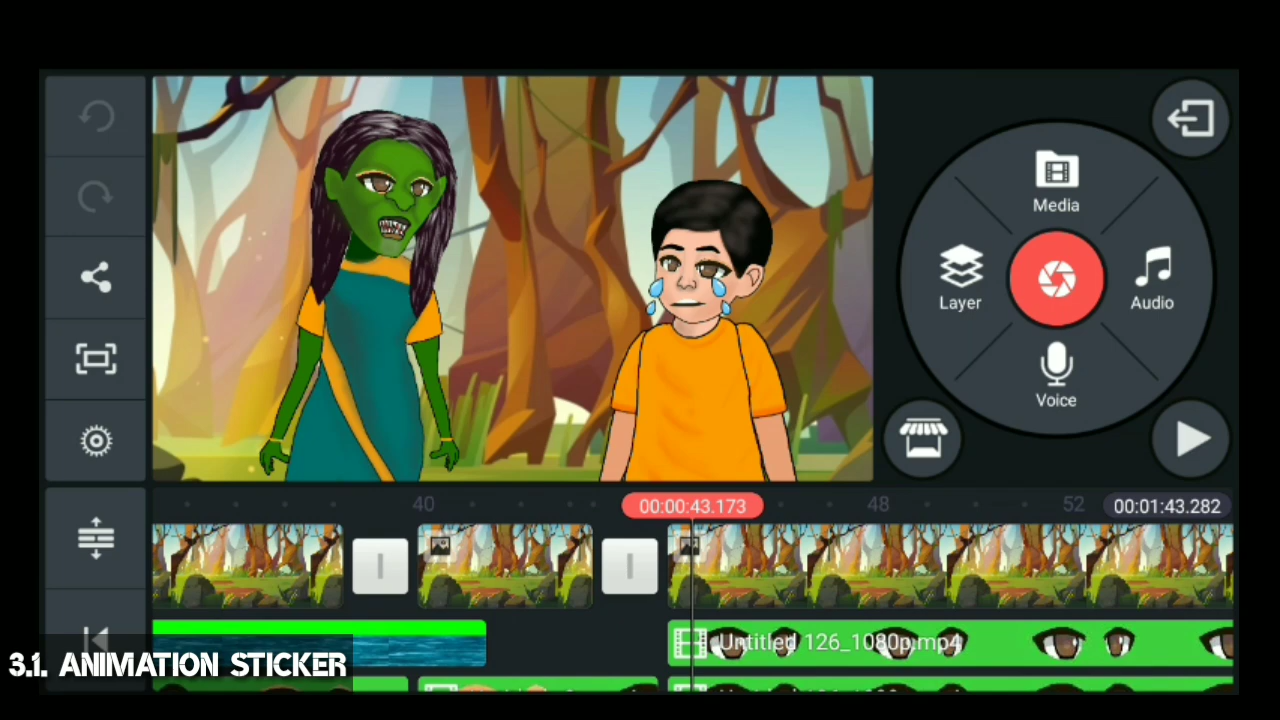 Media
Layer
Audio
Voice
40
00:00:43.173
48
52
00:01:43.282
Untitled 126_1080p.mp4
3.1. ANIMATION STICKER